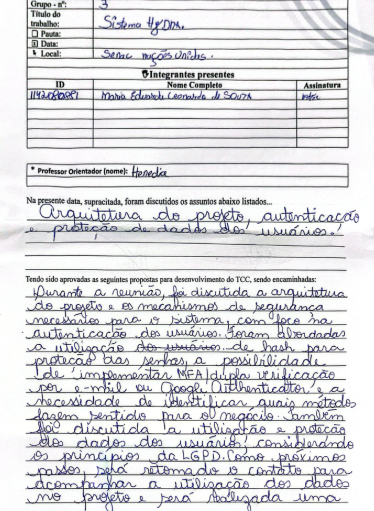 Grupo - nº: 3
Título do
trabalho: Sistema HyDNA.
Pauta:
Data:
Local: Senac nações Unidas.
Integrantes presentes
ID Nome Completo Assinatura
Maria Eduarda Leonardo de Souza
* Professor Orientador (nome): Heredia
Na presente data, supracitada, foram discutidos os assuntos abaixo listados...
Arquitetura do projeto, autenticação
e proteção de dados dos usuários.
Tendo sido aprovadas as seguintes propostas para desenvolvimento do TCC, sendo encaminhadas:
Durante a reunião, foi discutida a arquitetura
do projeto e os mecanismos de segurança
necessários para o sistema, com foco na
autenticação dos usuários. Foram abordadas
a utilização dos usuários de hash para
proteção das senhas, a possibilidade
de implementar MFA/dupla verificação
por e-mail ou Google Authenticator e a
necessidade de identificar quais métodos
fazem sentido para o negócio. Também
foi discutida a utilização e proteção
dos dados dos usuários, considerando
os princípios da LGPD. Como próximos
passos, será retomado o contato para
acompanhar a utilização dos dados
no projeto e será realizada uma